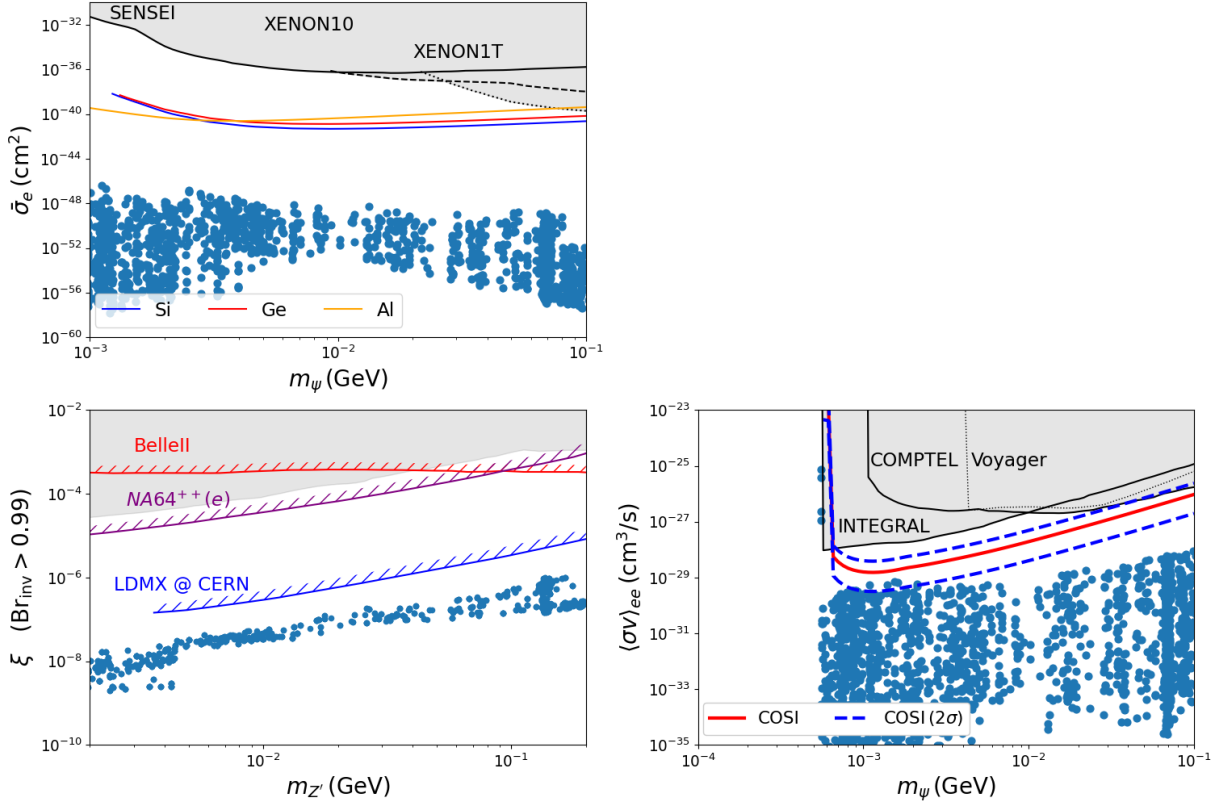 SENSEI
XENON10
XENON1T
10⁻³²
10⁻³⁶
10⁻⁴⁰
10⁻⁴⁴
10⁻⁴⁸
10⁻⁵²
10⁻⁵⁶
10⁻⁶⁰
σ̄ₑ (cm²)
Si Ge Al
10⁻³ 10⁻² 10⁻¹
m_ψ (GeV)
10⁻²
10⁻⁴
10⁻⁶
10⁻⁸
10⁻¹⁰
ξ (Br_inv > 0.99)
BelleII
NA64⁺⁺(e)
LDMX @ CERN
10⁻² 10⁻¹
m_Z′ (GeV)
10⁻²³
10⁻²⁵
10⁻²⁷
10⁻²⁹
10⁻³¹
10⁻³³
10⁻³⁵
⟨σv⟩ₑₑ (cm³/s)
COMPTEL Voyager
INTEGRAL
COSI COSI (2σ)
10⁻⁴ 10⁻³ 10⁻² 10⁻¹
m_ψ (GeV)